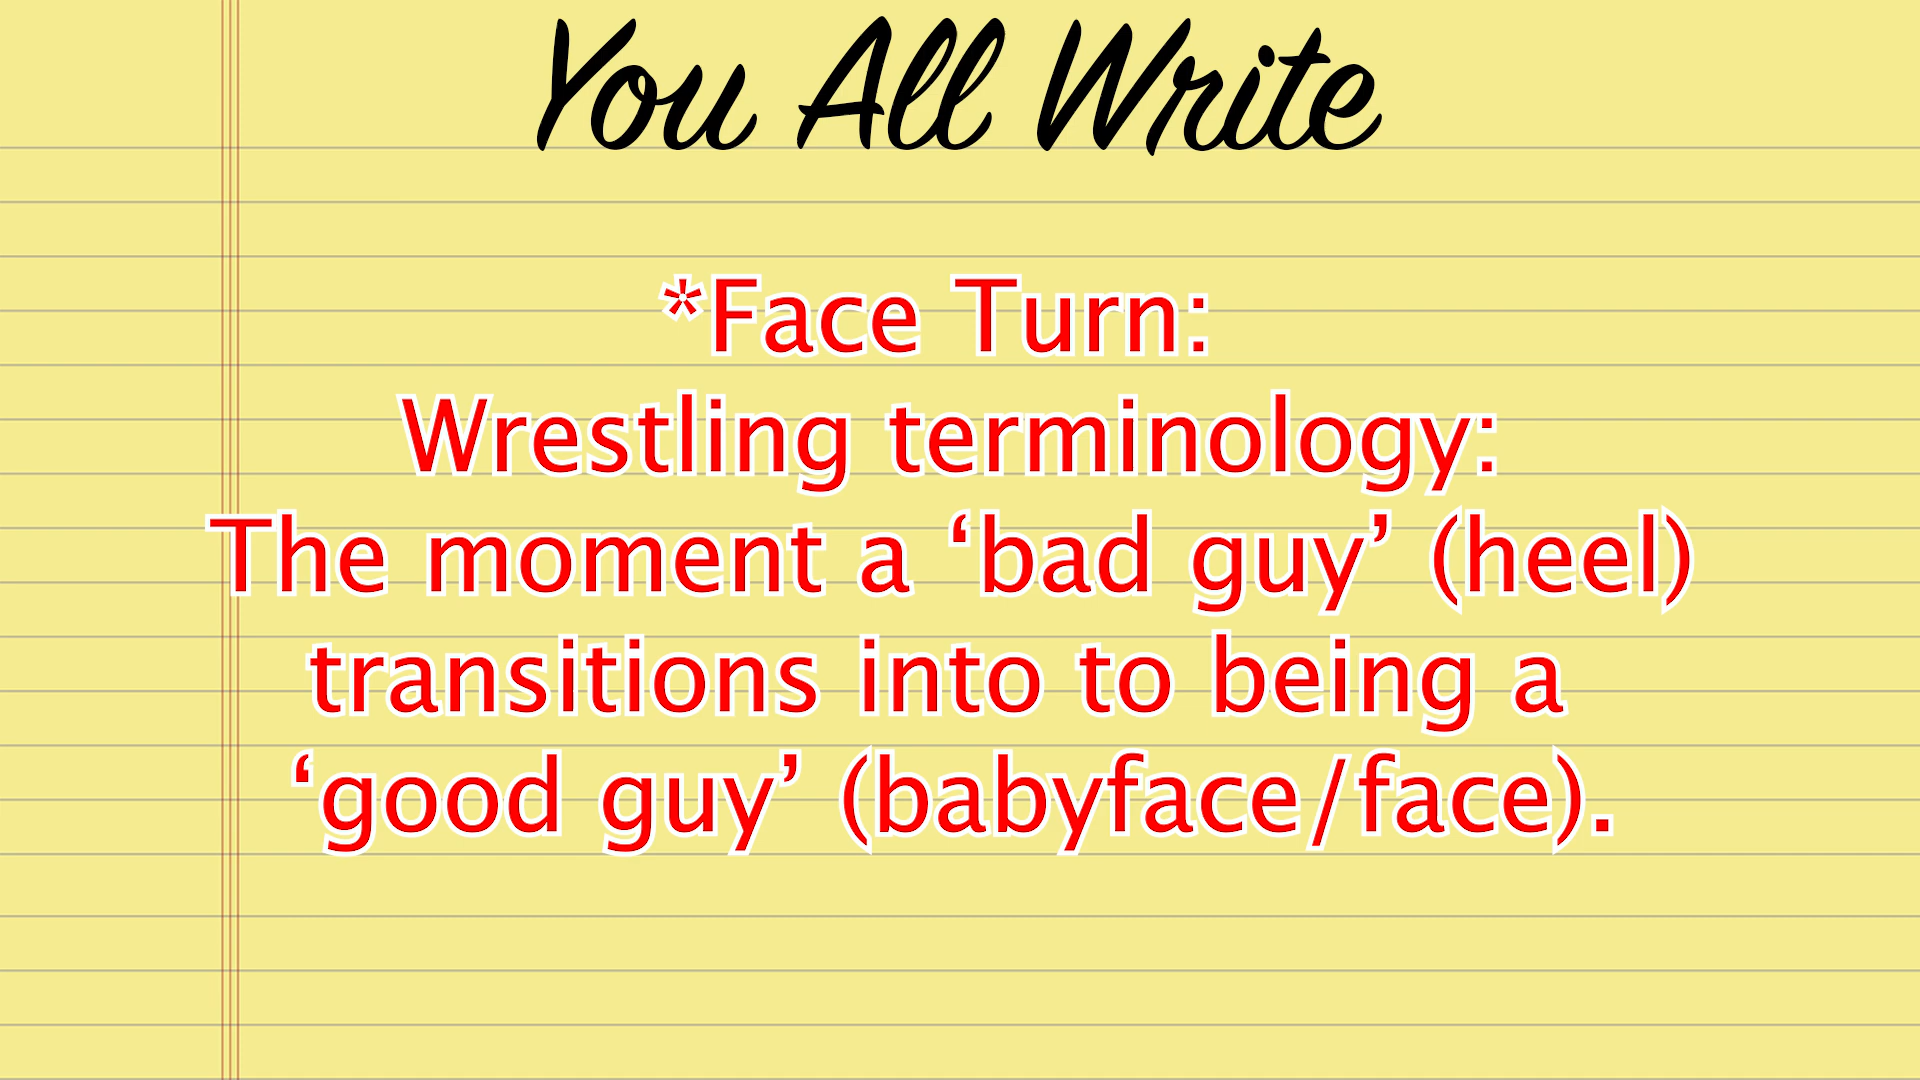 You All Write
*Face Turn:
Wrestling terminology:
The moment a ‘bad guy’ (heel)
transitions into to being a
‘good guy’ (babyface/face).